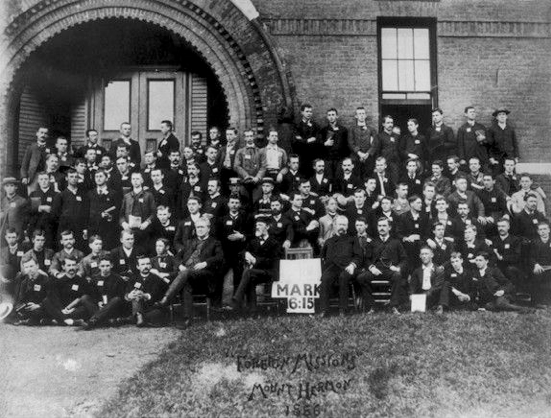 MARK
16:15
"FOREIGN MISSIONS"
MOUNT HERMON
1886